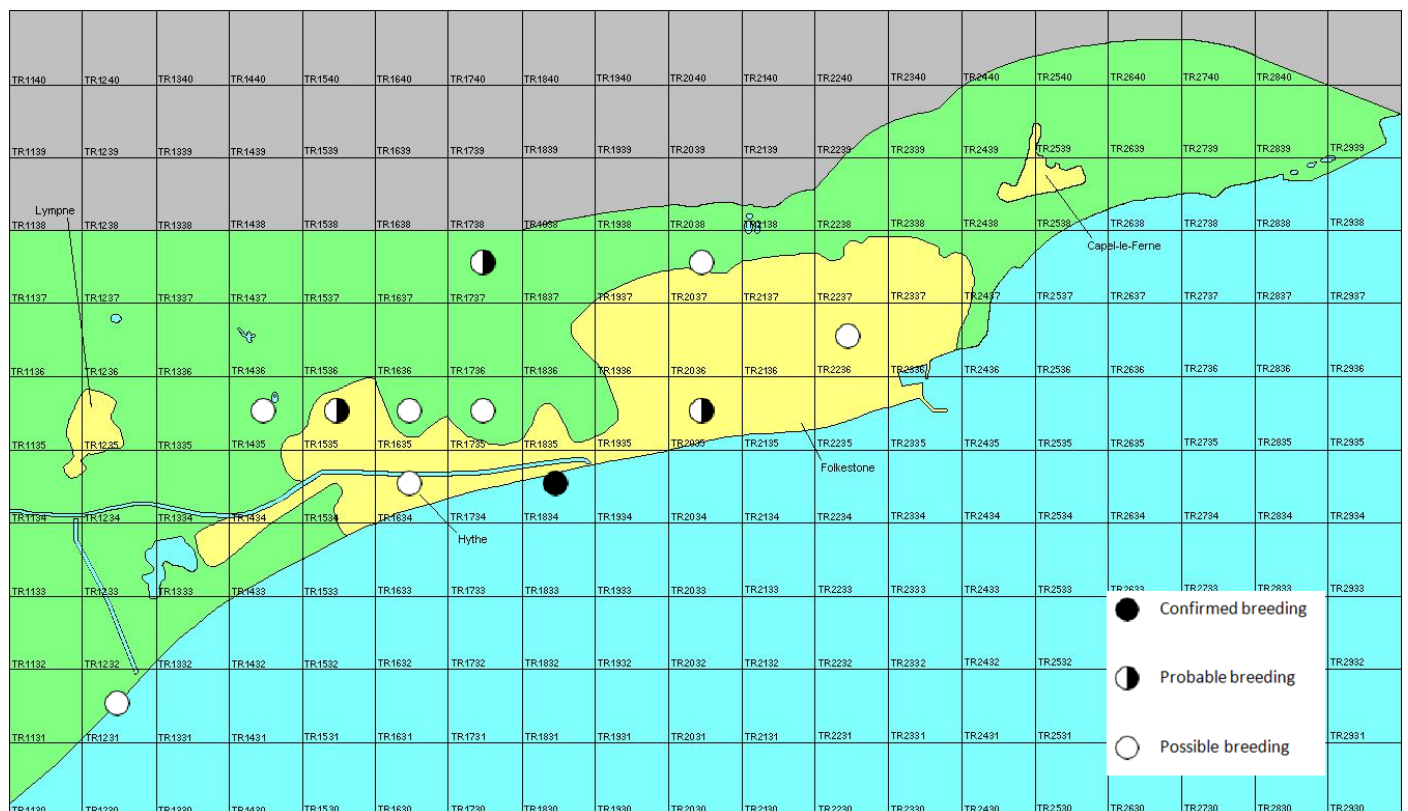 TR1140 TR1240 TR1340 TR1440 TR1540 TR1640 TR1740 TR1840 TR1940 TR2040 TR2140 TR2240 TR2340 TR2440 TR2540 TR2640 TR2740 TR2840
TR1139 TR1239 TR1339 TR1439 TR1539 TR1639 TR1739 TR1839 TR1939 TR2039 TR2139 TR2239 TR2339 TR2439 TR2539 TR2639 TR2739 TR2839 TR2939
Lympne
TR1138 TR1238 TR1338 TR1438 TR1538 TR1638 TR1738 TR1938 TR2038 TR2138 TR2238 TR2338 TR2438 TR2538 TR2638 TR2738 TR2838 TR2938
Capel-le-Ferne
TR1137 TR1237 TR1337 TR1437 TR1537 TR1637 TR1737 TR1837 TR1937 TR2037 TR2137 TR2237 TR2337 TR2437 TR2537 TR2637 TR2737 TR2837 TR2937
TR1136 TR1236 TR1336 TR1436 TR1536 TR1636 TR1736 TR1836 TR1936 TR2036 TR2136 TR2236 TR2336 TR2436 TR2536 TR2636 TR2736 TR2836 TR2936
TR1135 TR1235 TR1335 TR1435 TR1535 TR1635 TR1735 TR1835 TR1935 TR2035 TR2135 TR2235 TR2335 TR2435 TR2535 TR2635 TR2735 TR2835 TR2935
Folkestone
TR1134 TR1234 TR1334 TR1434 TR1534 TR1634 TR1734 TR1834 TR1934 TR2034 TR2134 TR2234 TR2334 TR2434 TR2534 TR2634 TR2734 TR2834 TR2934
Hythe
TR1133 TR1233 TR1333 TR1433 TR1533 TR1633 TR1733 TR1833 TR1933 TR2033 TR2133 TR2233 TR2333 TR2433 TR2533 TR2633 TR2733 TR2833 TR2933
Confirmed breeding
TR1132 TR1232 TR1332 TR1432 TR1532 TR1632 TR1732 TR1832 TR1932 TR2032 TR2132 TR2232 TR2332 TR2432 TR2532 TR2932
Probable breeding
TR1131 TR1231 TR1331 TR1431 TR1531 TR1631 TR1731 TR1831 TR1931 TR2031 TR2131 TR2231 TR2331 TR2431 TR2531 TR2931
Possible breeding